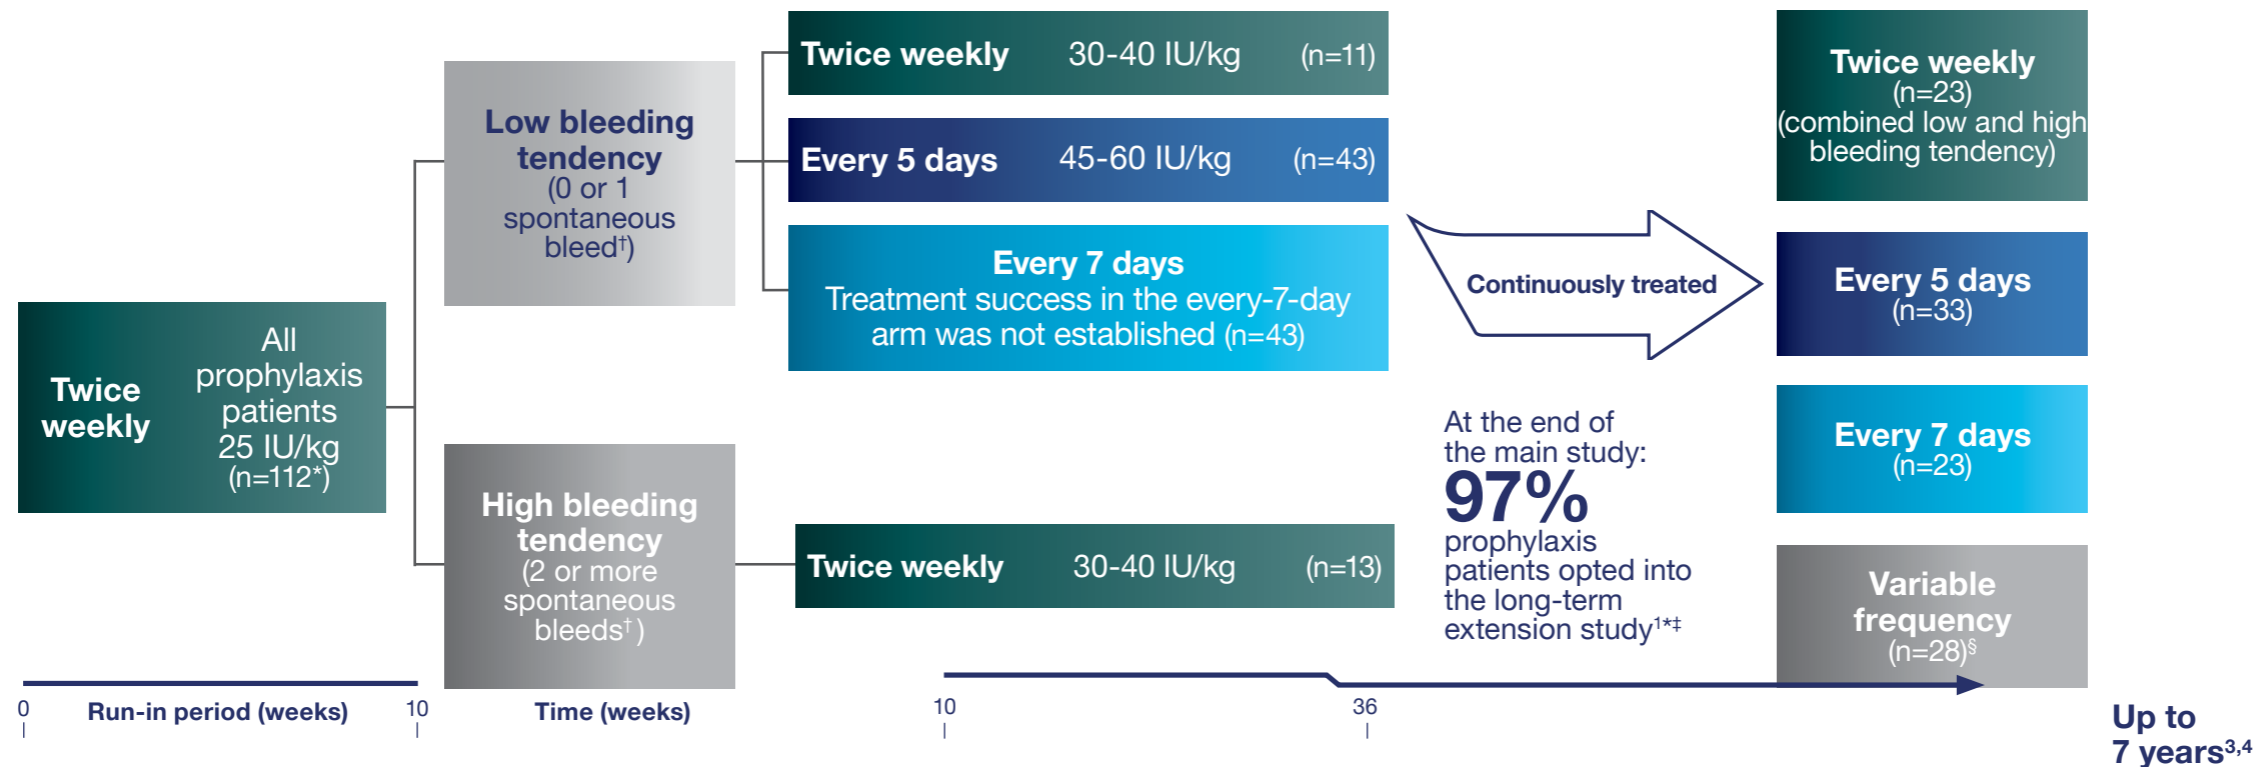 Twice
weekly
All
prophylaxis
patients
25 IU/kg
(n=112*)
Low bleeding
tendency
(0 or 1
spontaneous
bleed†)
High bleeding
tendency
(2 or more
spontaneous
bleeds†)
Twice weekly 30-40 IU/kg (n=11)
Every 5 days 45-60 IU/kg (n=43)
Every 7 days
Treatment success in the every-7-day
arm was not established (n=43)
Twice weekly 30-40 IU/kg (n=13)
Continuously treated
At the end of
the main study:
97%
prophylaxis
patients opted into
the long-term
extension study¹*‡
Twice weekly
(n=23)
(combined low and high
bleeding tendency)
Every 5 days
(n=33)
Every 7 days
(n=23)
Variable
frequency
(n=28)§
0 Run-in period (weeks) 10 Time (weeks) 10 36
Up to
7 years³,⁴